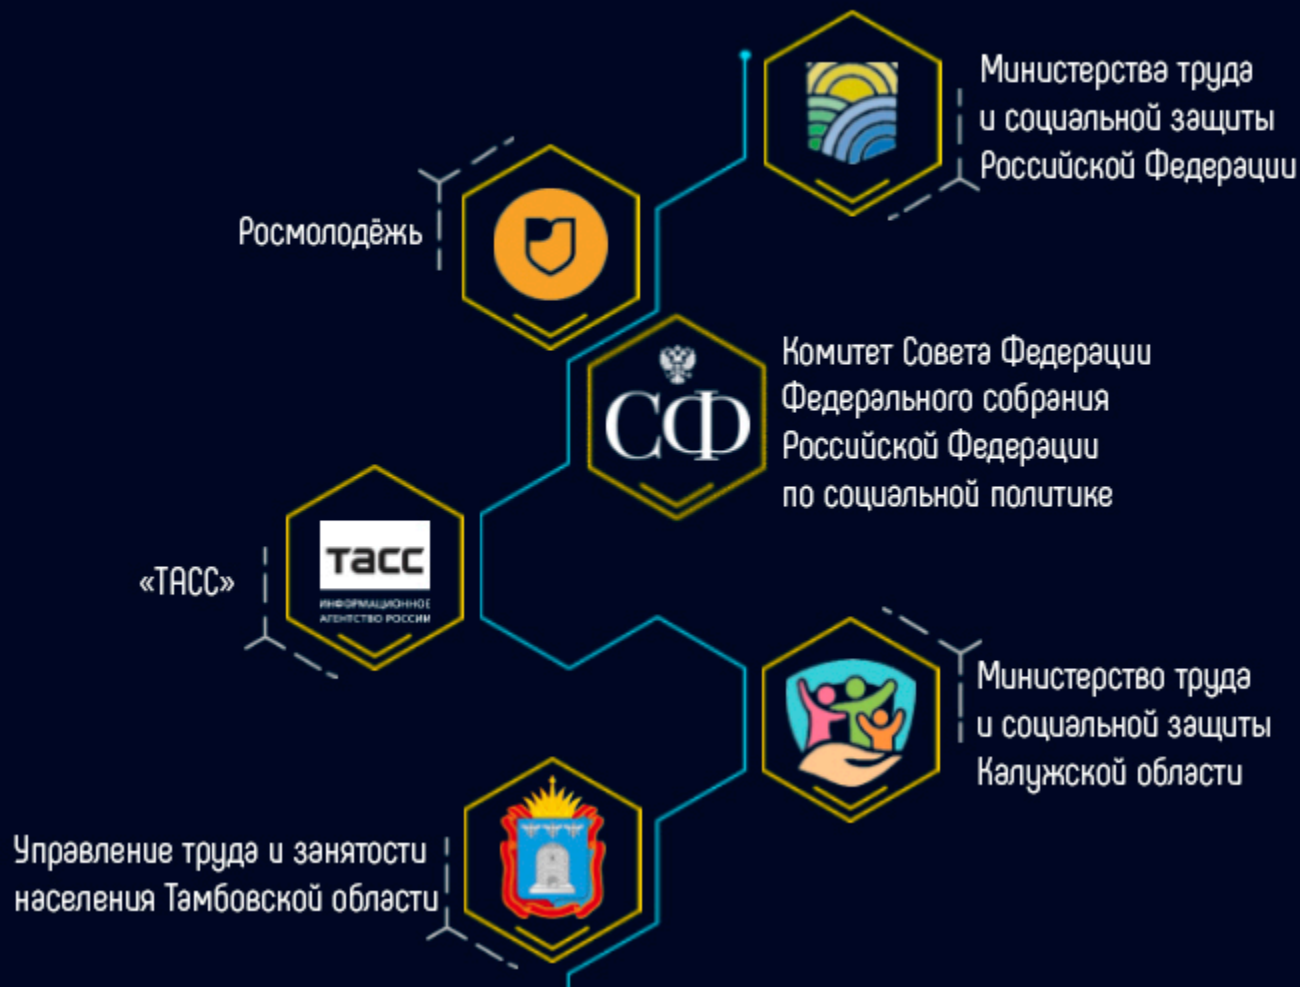 Министерства труда
и социальной защиты
Российской Федерации
Росмолодёжь
СФ
Комитет Совета Федерации
Федерального собрания
Российской Федерации
по социальной политике
«ТАСС»
ТАСС
ИНФОРМАЦИОННОЕ
АГЕНТСТВО РОССИИ
Министерство труда
и социальной защиты
Калужской области
Управление труда и занятости
населения Тамбовской области